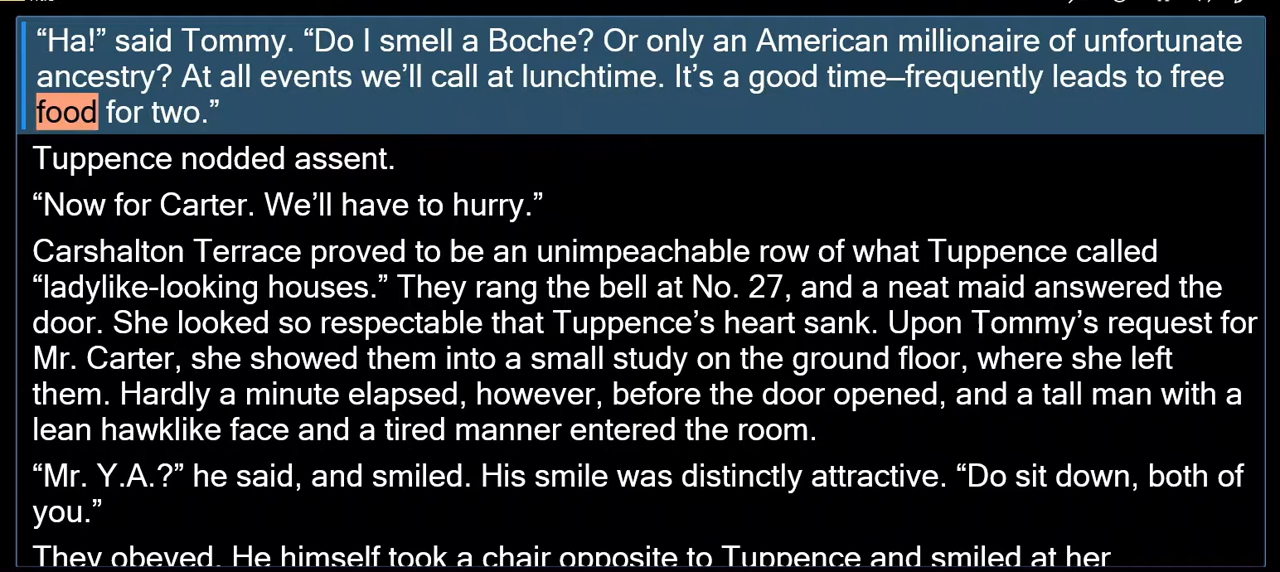 “Ha!” said Tommy. “Do I smell a Boche? Or only an American millionaire of unfortunate
ancestry? At all events we’ll call at lunchtime. It’s a good time—frequently leads to free
food for two.”
Tuppence nodded assent.
“Now for Carter. We’ll have to hurry.”
Carshalton Terrace proved to be an unimpeachable row of what Tuppence called
“ladylike-looking houses.” They rang the bell at No. 27, and a neat maid answered the
door. She looked so respectable that Tuppence’s heart sank. Upon Tommy’s request for
Mr. Carter, she showed them into a small study on the ground floor, where she left
them. Hardly a minute elapsed, however, before the door opened, and a tall man with a
lean hawklike face and a tired manner entered the room.
“Mr. Y.A.?” he said, and smiled. His smile was distinctly attractive. “Do sit down, both of
you.”
They obeyed. He himself took a chair opposite to Tuppence and smiled at her